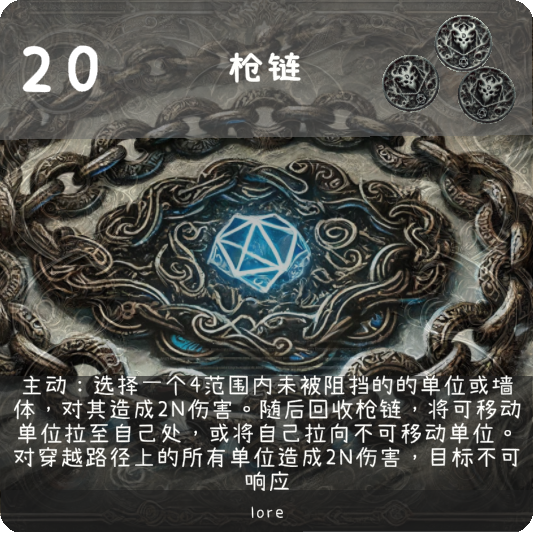 20
枪链
主动：选择一个4范围内未被阻挡的的单位或墙
体，对其造成2N伤害。随后回收枪链，将可移动
单位拉至自己处，或将自己拉向不可移动单位。
对穿越路径上的所有单位造成2N伤害，目标不可
响应
lore